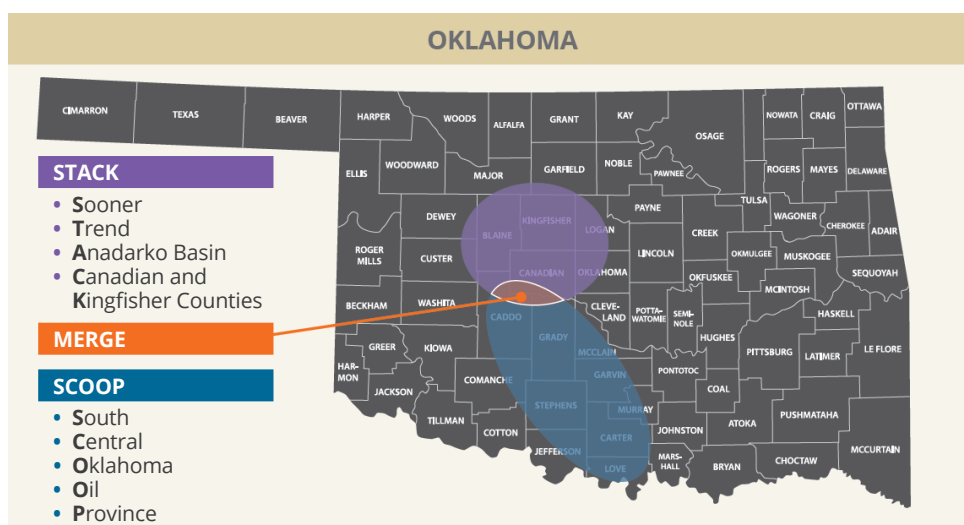 OKLAHOMA
CIMARRON
TEXAS
BEAVER
HARPER
WOODS
ALFALFA
GRANT
KAY
OSAGE
NOWATA
CRAIG
OTTAWA
ELLIS
WOODWARD
MAJOR
GARFIELD
NOBLE
PAWNEE
ROGERS
MAYES
DELAWARE
DEWEY
BLAINE
KINGFISHER
LOGAN
PAYNE
CREEK
TULSA
WAGONER
CHEROKEE
ADAIR
ROGER
MILLS
CUSTER
CANADIAN
OKLAHOMA
LINCOLN
OKFUSKEE
OKMULGEE
MUSKOGEE
SEQUOYAH
BECKHAM
WASHITA
CADDO
GRADY
CLEVE-
LAND
POTTA-
WATOMIE
SEMI-
NOLE
HUGHES
MCINTOSH
HASKELL
PITTSBURG
LATIMER
LE FLORE
GREER
KIOWA
HAR-
MON
JACKSON
COMANCHE
MCCLAIN
GARVIN
PONTOTOC
COAL
TILLMAN
COTTON
STEPHENS
MURRAY
JOHNSTON
ATOKA
PUSHMATAHA
MCCURTAIN
JEFFERSON
CARTER
LOVE
MARS-
HALL
BRYAN
CHOCTAW
STACK
• Sooner
• Trend
• Anadarko Basin
• Canadian and
Kingfisher Counties
MERGE
SCOOP
• South
• Central
• Oklahoma
• Oil
• Province